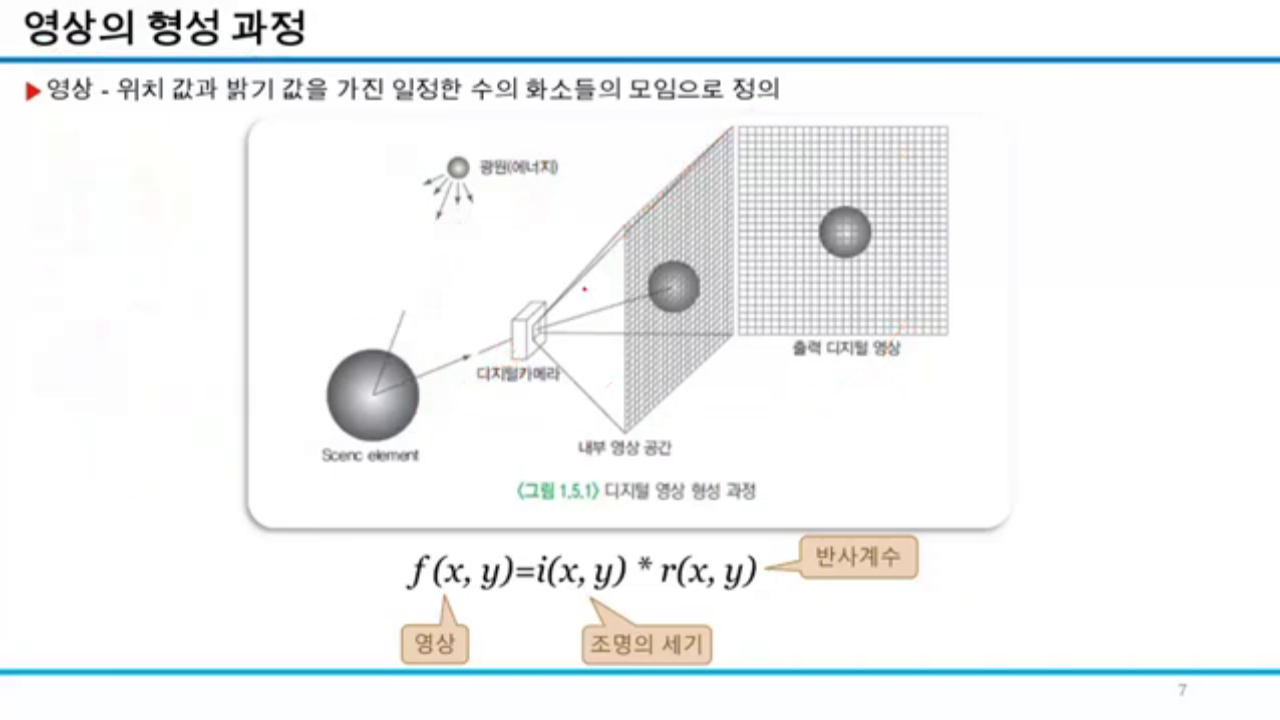 영상의 형성 과정
▶영상 - 위치 값과 밝기 값을 가진 일정한 수의 화소들의 모임으로 정의
광원(에너지)
디지털카메라
출력 디지털 영상
Scenc element
내부 영상 공간
〈그림 1.5.1〉 디지털 영상 형성 과정
f(x, y)=i(x, y) * r(x, y)
반사계수
영상
조명의 세기
7